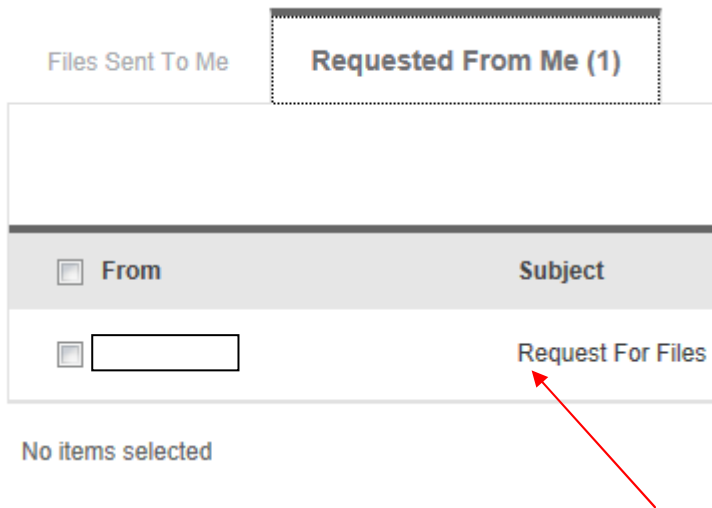 Files Sent To Me Requested From Me (1)
From Subject
Request For Files
No items selected